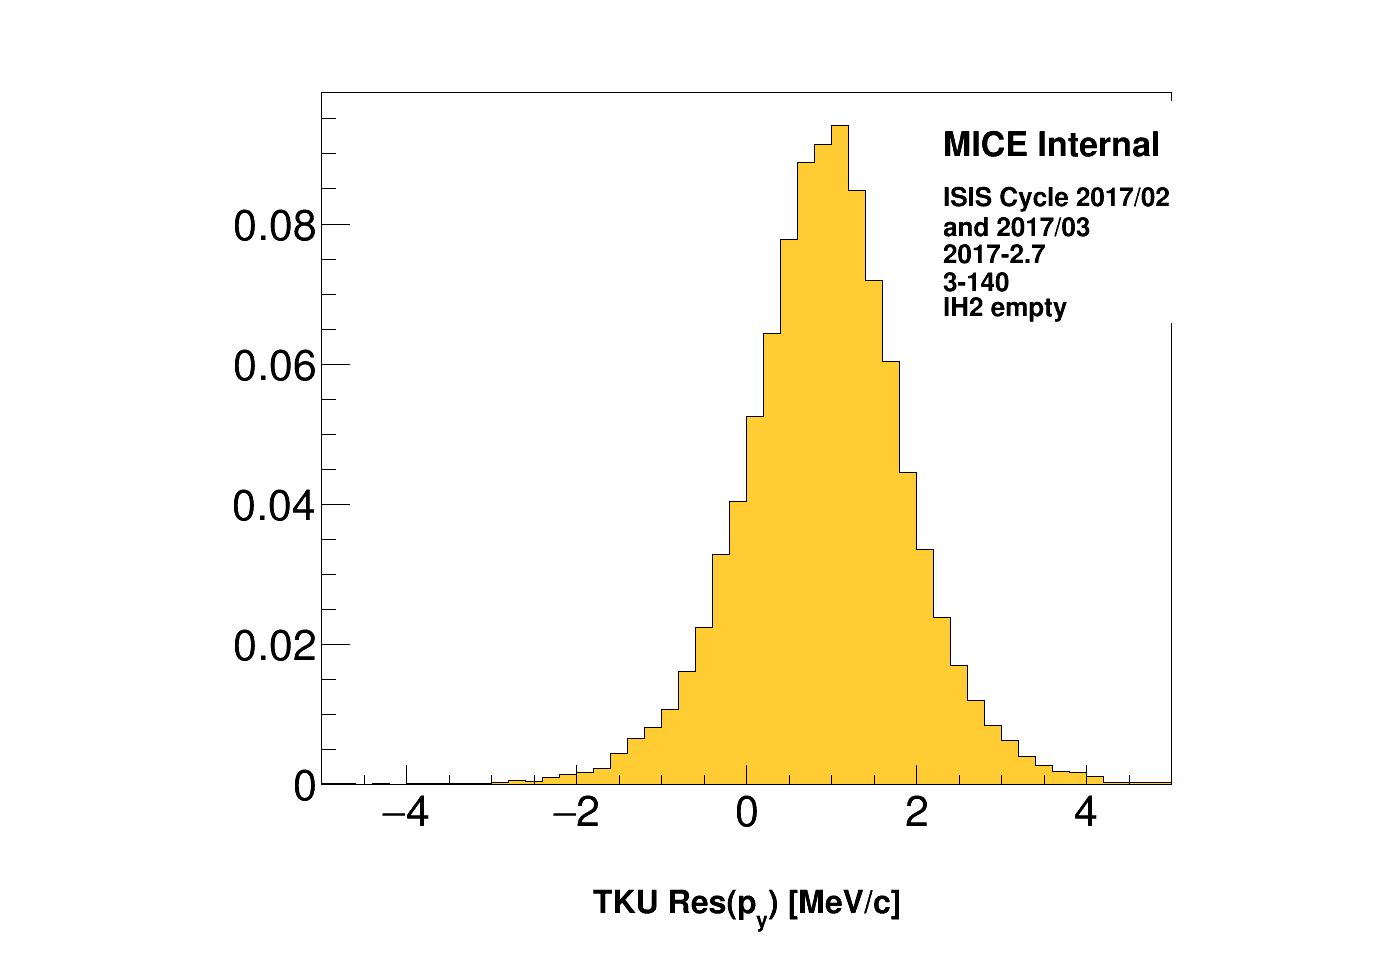 MICE Internal
ISIS Cycle 2017/02
and 2017/03
2017-2.7
3-140
lH2 empty
0.08
0.06
0.04
0.02
0
−4
−2
0
2
4
TKU Res(py) [MeV/c]